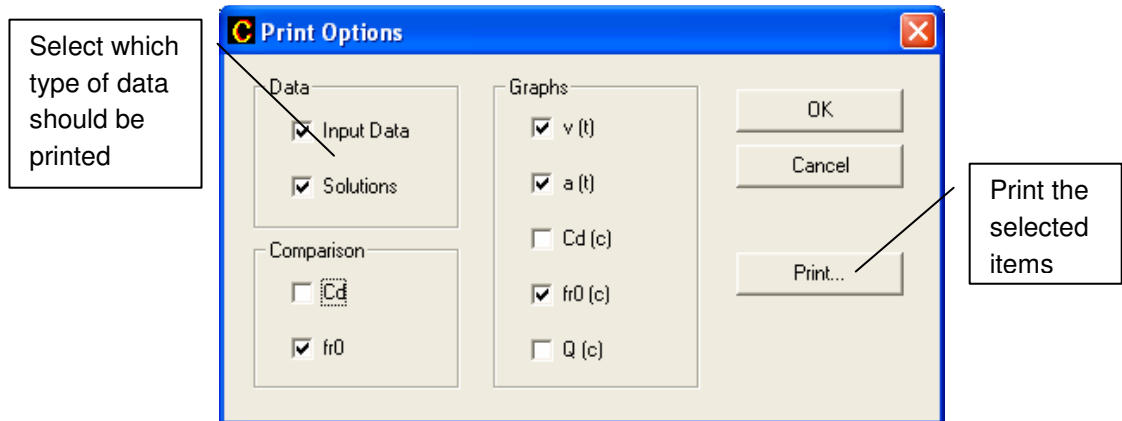 Select which
type of data
should be
printed
C Print Options
Data
Input Data
Solutions
Comparison
Cd
fr0
Graphs
v (t)
a (t)
Cd (c)
fr0 (c)
Q (c)
OK
Cancel
Print...
Print the
selected
items